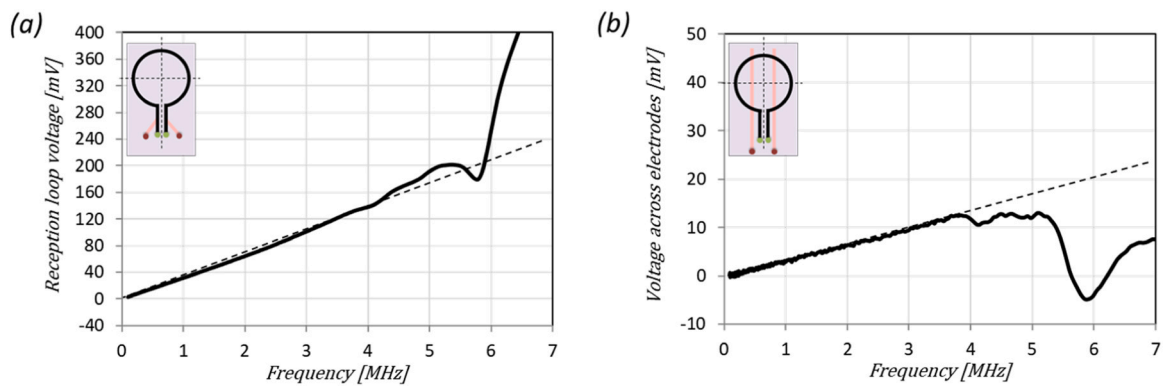 (a)
Reception loop voltage [mV]
400
360
320
280
240
200
160
120
80
40
0
-40
0 1 2 3 4 5 6 7
Frequency [MHz]
(b)
Voltage across electrodes [mV]
50
40
30
20
10
0
-10
0 1 2 3 4 5 6 7
Frequency [MHz]